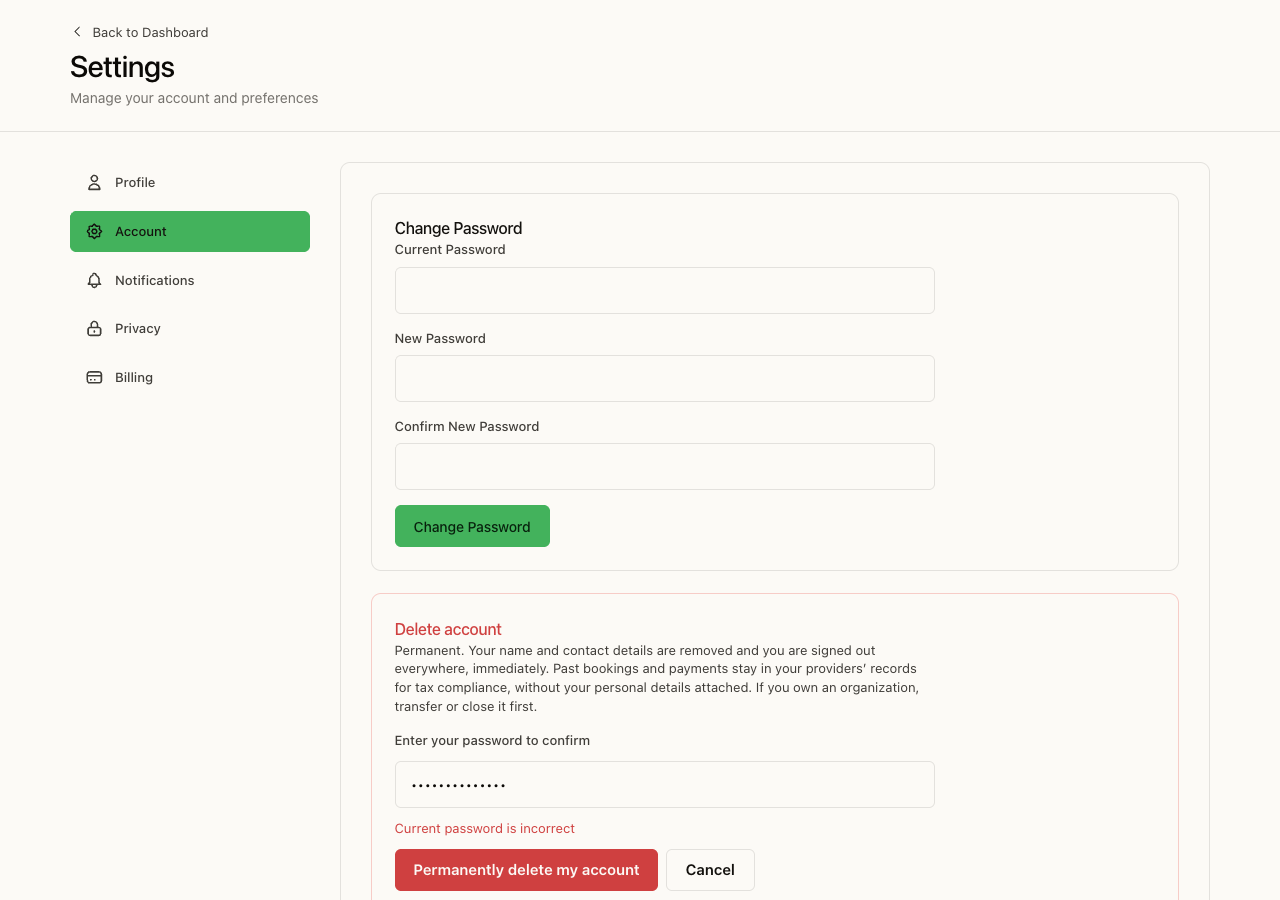 Back to Dashboard
Settings
Manage your account and preferences
Profile
Account
Notifications
Privacy
Billing
Change Password
Current Password
New Password
Confirm New Password
Change Password
Delete account
Permanent. Your name and contact details are removed and you are signed out
everywhere, immediately. Past bookings and payments stay in your providers’ records
for tax compliance, without your personal details attached. If you own an organization,
transfer or close it first.
Enter your password to confirm
••••••••••••••
Current password is incorrect
Permanently delete my account
Cancel